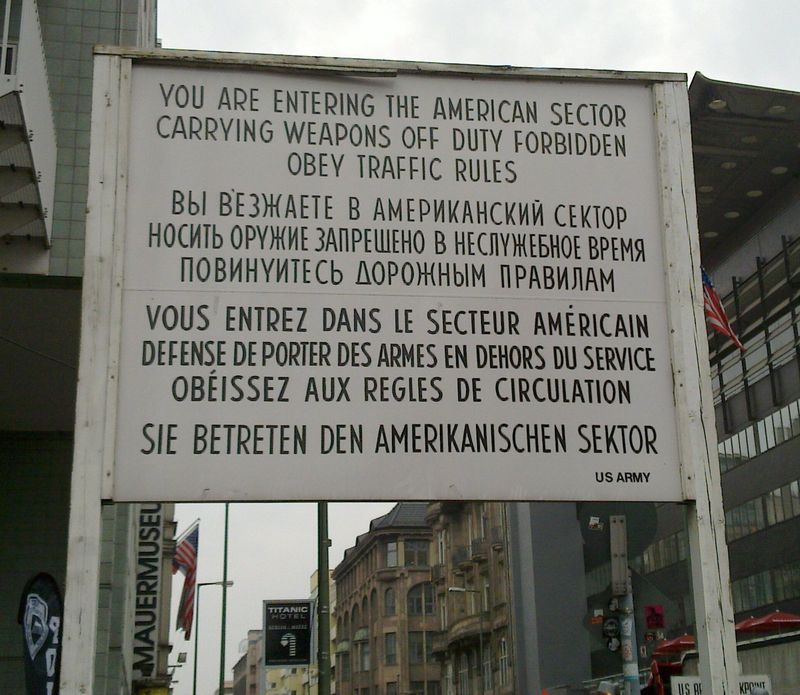 YOU ARE ENTERING THE AMERICAN SECTOR
CARRYING WEAPONS OFF DUTY FORBIDDEN
OBEY TRAFFIC RULES
ВЫ ВЪЕЗЖАЕТЕ В АМЕРИКАНСКИЙ СЕКТОР
НОСИТЬ ОРУЖИЕ ЗАПРЕЩЕНО В НЕСЛУЖЕБНОЕ ВРЕМЯ
ПОВИНУИТЕСЬ ДОРОЖНЫМ ПРАВИЛАМ
VOUS ENTREZ DANS LE SECTEUR AMÉRICAIN
DEFENSE DE PORTER DES ARMES EN DEHORS DU SERVICE
OBÉISSEZ AUX REGLES DE CIRCULATION
SIE BETRETEN DEN AMERIKANISCHEN SEKTOR
US ARMY
MAUERMUSEU
TITANIC
HOTEL